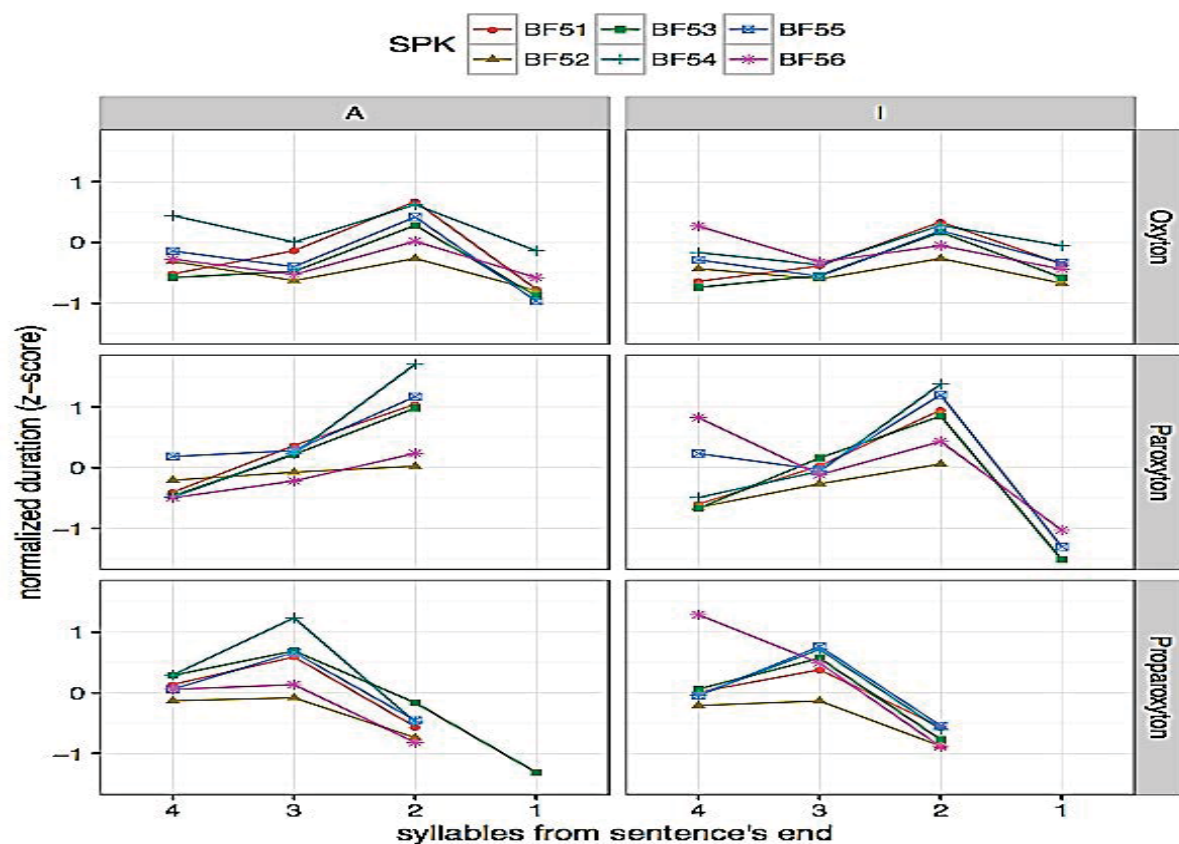 SPK
BF51 BF53 BF55
BF52 BF54 BF56
A I
1
0
−1
Oxyton
1
0
−1
Paroxyton
1
0
−1
Proparoxyton
normalized duration (z−score)
4 3 2 1 4 3 2 1
syllables from sentence's end